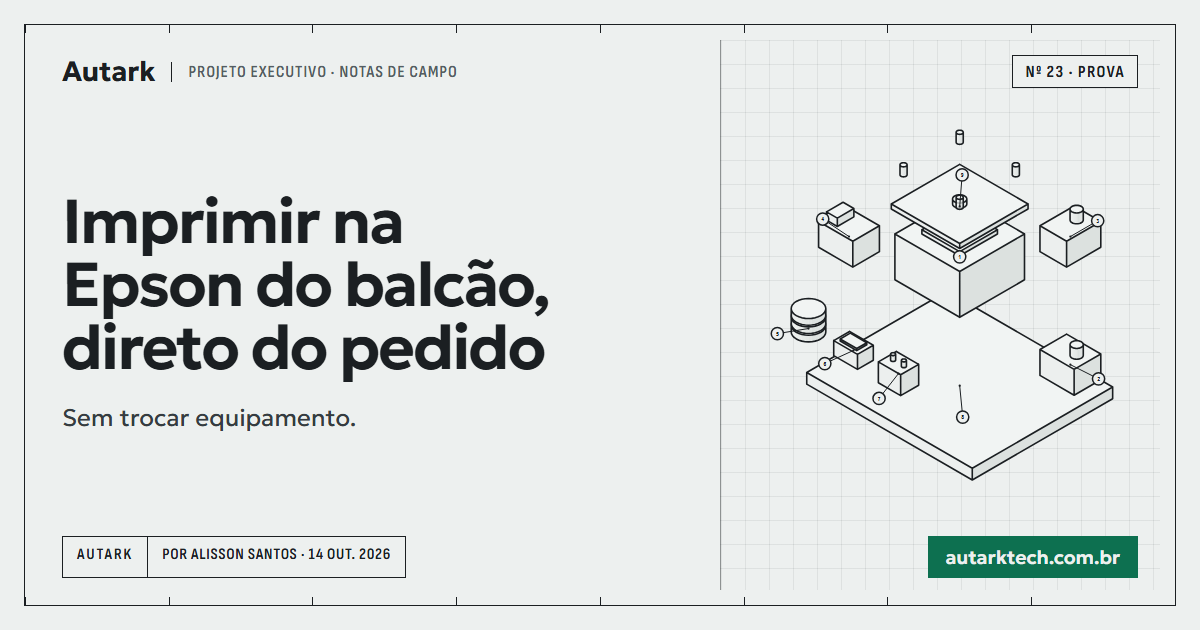 Autark
PROJETO EXECUTIVO · NOTAS DE CAMPO
Nº 23 · PROVA
Imprimir na
Epson do balcão,
direto do pedido
Sem trocar equipamento.
AUTARK
POR ALISSON SANTOS · 14 OUT. 2026
autarktech.com.br